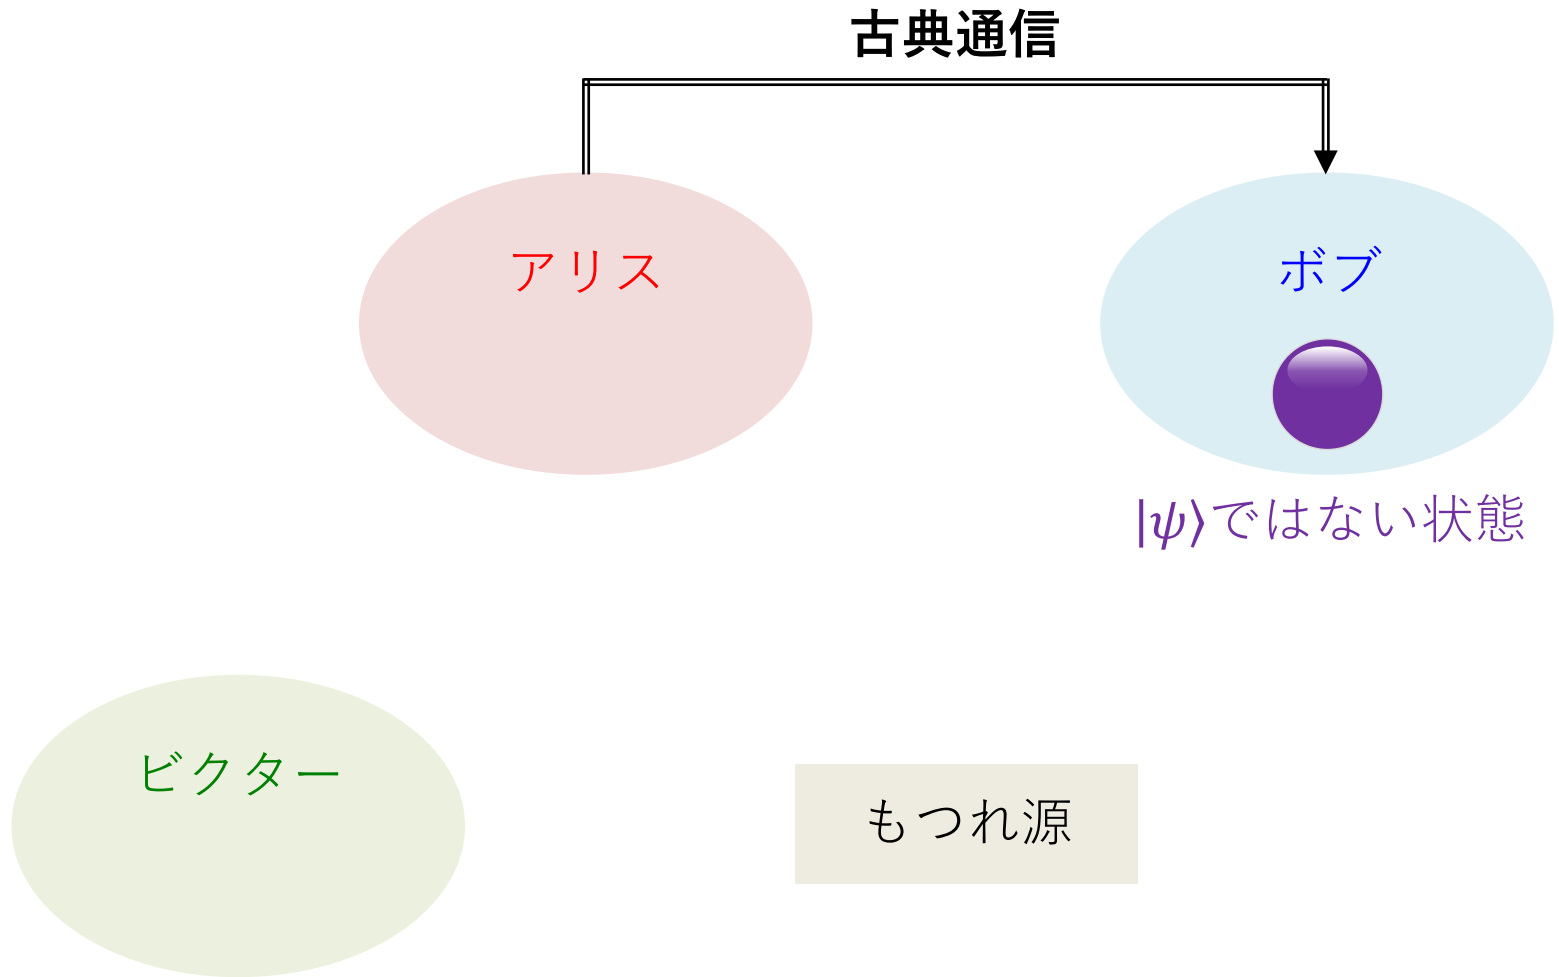 古典通信
アリス
ボブ
|ψ⟩ではない状態
ビクター
もつれ源